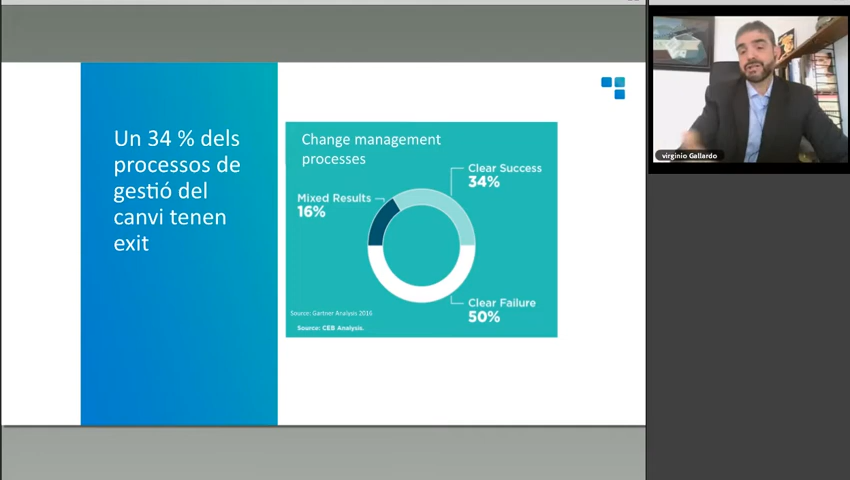 Un 34 % dels
processos de
gestió del
canvi tenen
exit
Change management
processes
Clear Success
34%
Mixed Results
16%
Clear Failure
50%
Source: Gartner Analysis 2016
Source: CEB Analysis.
virginio Gallardo